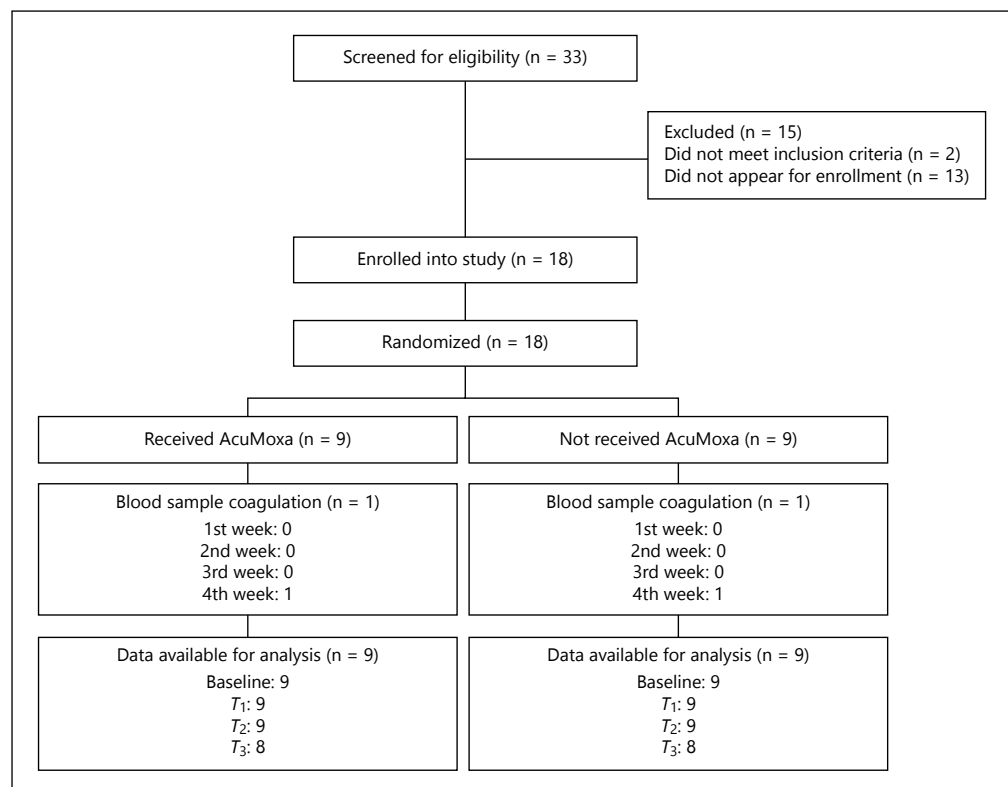 Screened for eligibility (n = 33)
Excluded (n = 15)
Did not meet inclusion criteria (n = 2)
Did not appear for enrollment (n = 13)
Enrolled into study (n = 18)
Randomized (n = 18)
Received AcuMoxa (n = 9)
Not received AcuMoxa (n = 9)
Blood sample coagulation (n = 1)
1st week: 0
2nd week: 0
3rd week: 0
4th week: 1
Blood sample coagulation (n = 1)
1st week: 0
2nd week: 0
3rd week: 0
4th week: 1
Data available for analysis (n = 9)
Baseline: 9
T1: 9
T2: 9
T3: 8
Data available for analysis (n = 9)
Baseline: 9
T1: 9
T2: 9
T3: 8